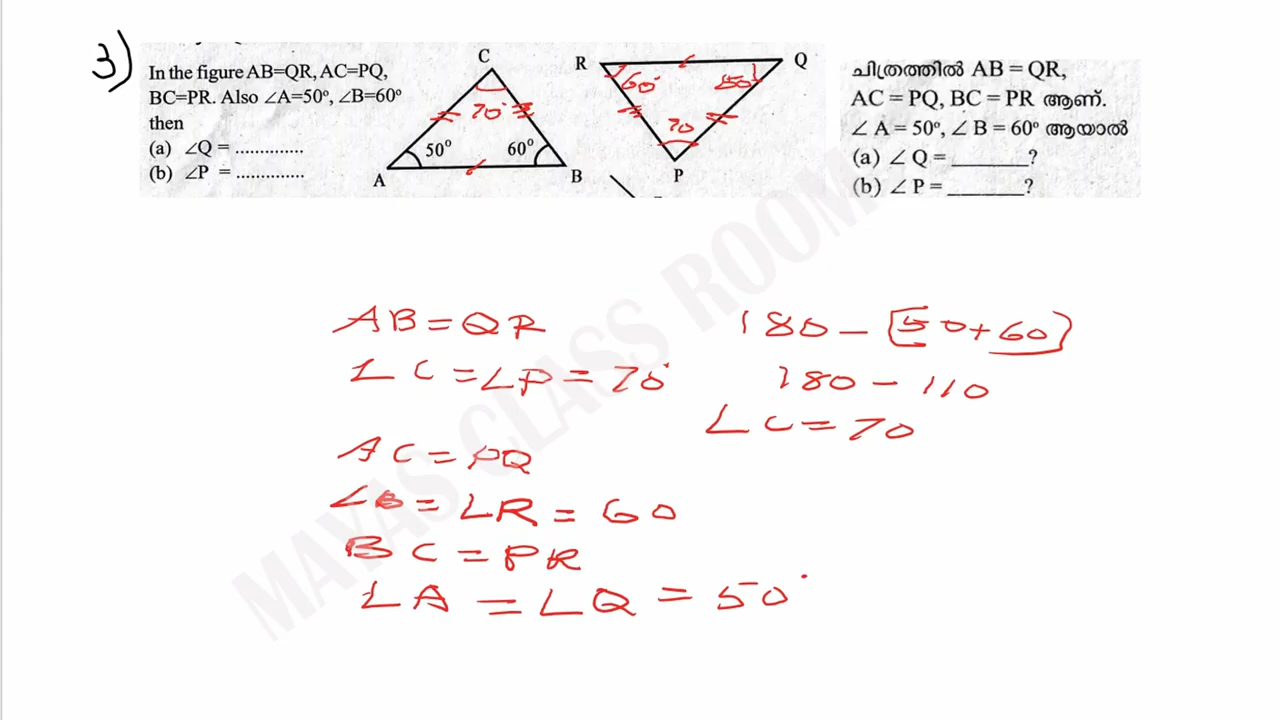 3)
In the figure AB=QR, AC=PQ,
BC=PR. Also ∠A=50°, ∠B=60°
then
(a) ∠Q = .............
(b) ∠P = .............
C
70°
50°
60°
A
B
R
Q
60°
50
70
P
ചിത്രത്തിൽ AB = QR,
AC = PQ, BC = PR ആണ്.
∠ A = 50°, ∠ B = 60° ആയാൽ
(a) ∠ Q = _______?
(b) ∠ P = _______?
AB = QR
∠C = ∠P = 70°
AC = PQ
∠B = ∠R = 60
BC = PR
∠A = ∠Q = 50°
180 - [50+60]
180 - 110
∠C = 70
MAYAS CLASS ROOM